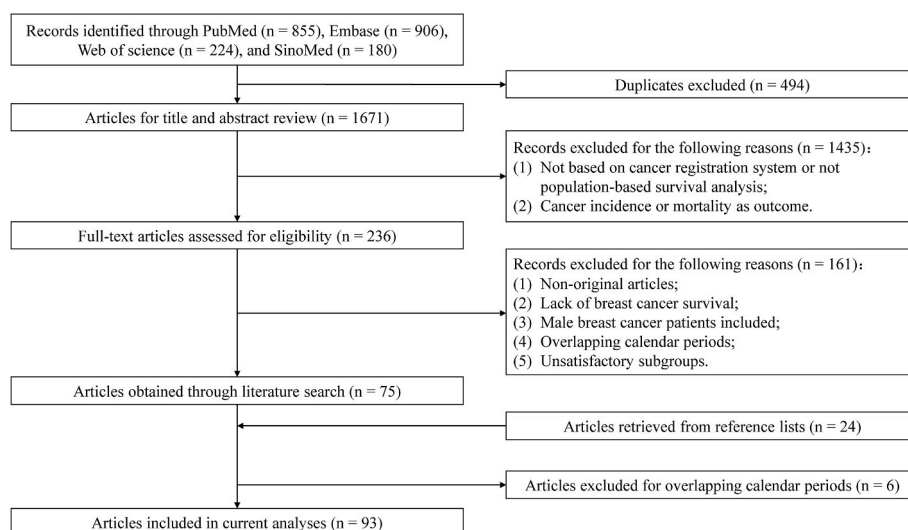 Records identified through PubMed (n = 855), Embase (n = 906),
Web of science (n = 224), and SinoMed (n = 180)
Duplicates excluded (n = 494)
Articles for title and abstract review (n = 1671)
Records excluded for the following reasons (n = 1435)：
(1) Not based on cancer registration system or not
population-based survival analysis;
(2) Cancer incidence or mortality as outcome.
Full-text articles assessed for eligibility (n = 236)
Records excluded for the following reasons (n = 161)：
(1) Non-original articles;
(2) Lack of breast cancer survival;
(3) Male breast cancer patients included;
(4) Overlapping calendar periods;
(5) Unsatisfactory subgroups.
Articles obtained through literature search (n = 75)
Articles retrieved from reference lists (n = 24)
Articles excluded for overlapping calendar periods (n = 6)
Articles included in current analyses (n = 93)